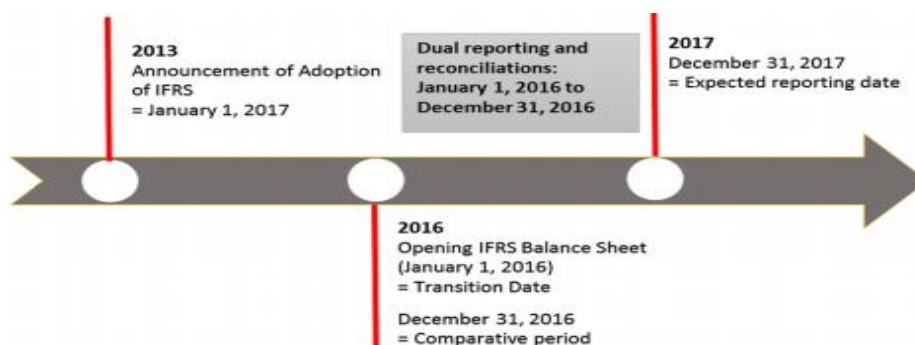 2013
Announcement of Adoption
of IFRS
= January 1, 2017
Dual reporting and
reconciliations:
January 1, 2016 to
December 31, 2016
2017
December 31, 2017
= Expected reporting date
2016
Opening IFRS Balance Sheet
(January 1, 2016)
= Transition Date
December 31, 2016
= Comparative period